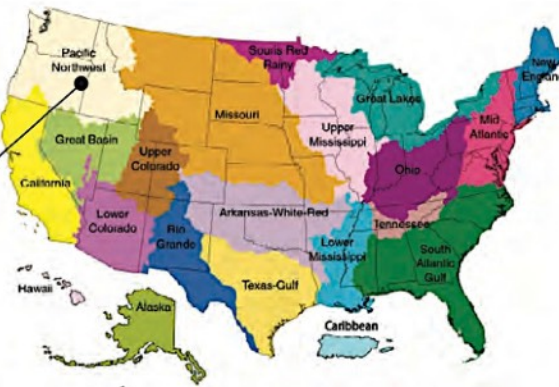 Pacific
Northwest
Souris Red
Rainy
New
England
Great Lakes
Missouri
Upper
Mississippi
Mid
Atlantic
Great Basin
Upper
Colorado
Ohio
California
Lower
Colorado
Arkansas-White-Red
Tennessee
Rio
Grande
Lower
Mississippi
South
Atlantic
Gulf
Texas-Gulf
Hawaii
Alaska
Caribbean